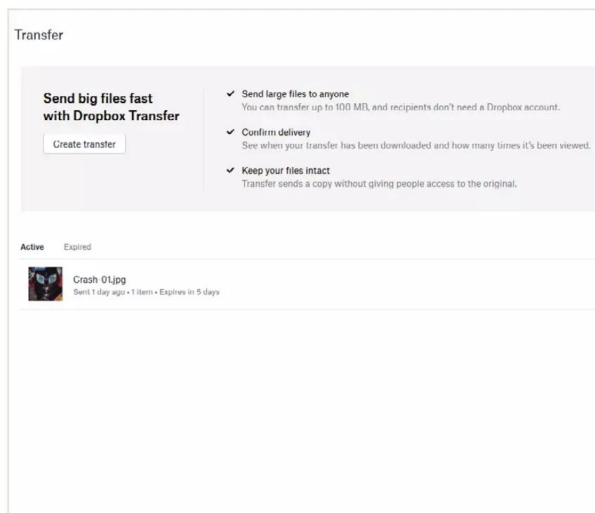 Transfer
Send big files fast
with Dropbox Transfer
Create transfer
Send large files to anyone
You can transfer up to 100 MB, and recipients don't need a Dropbox account.
Confirm delivery
See when your transfer has been downloaded and how many times it's been viewed.
Keep your files intact
Transfer sends a copy without giving people access to the original.
Active Expired
Crash-01.jpg
Sent 1 day ago • 1 item • Expires in 5 days